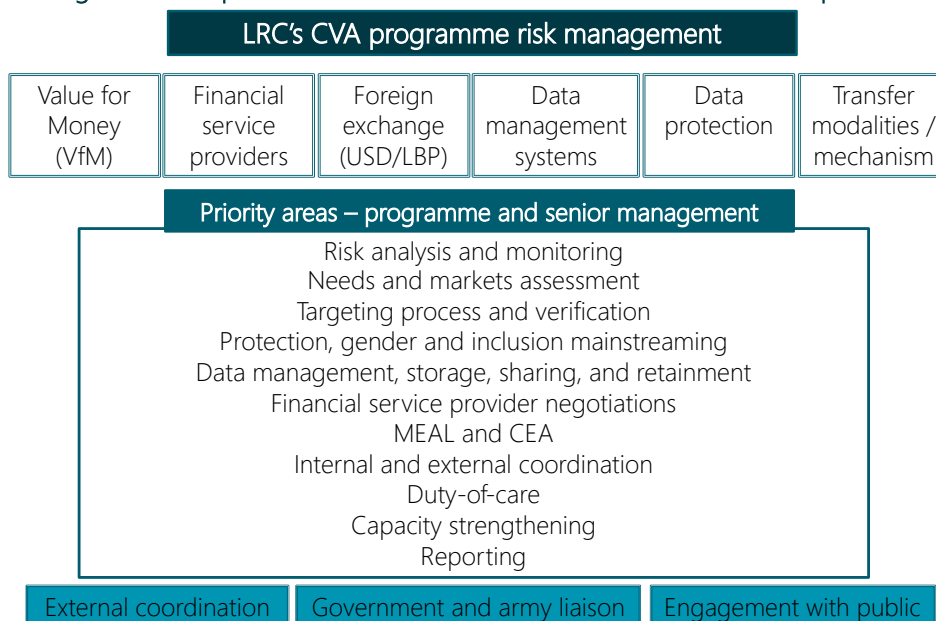 LRC's CVA programme risk management
Value for
Money
(VfM)
Financial
service
providers
Foreign
exchange
(USD/LBP)
Data
management
systems
Data
protection
Transfer
modalities /
mechanism
Priority areas – programme and senior management
Risk analysis and monitoring
Needs and markets assessment
Targeting process and verification
Protection, gender and inclusion mainstreaming
Data management, storage, sharing, and retainment
Financial service provider negotiations
MEAL and CEA
Internal and external coordination
Duty-of-care
Capacity strengthening
Reporting
External coordination
Government and army liaison
Engagement with public